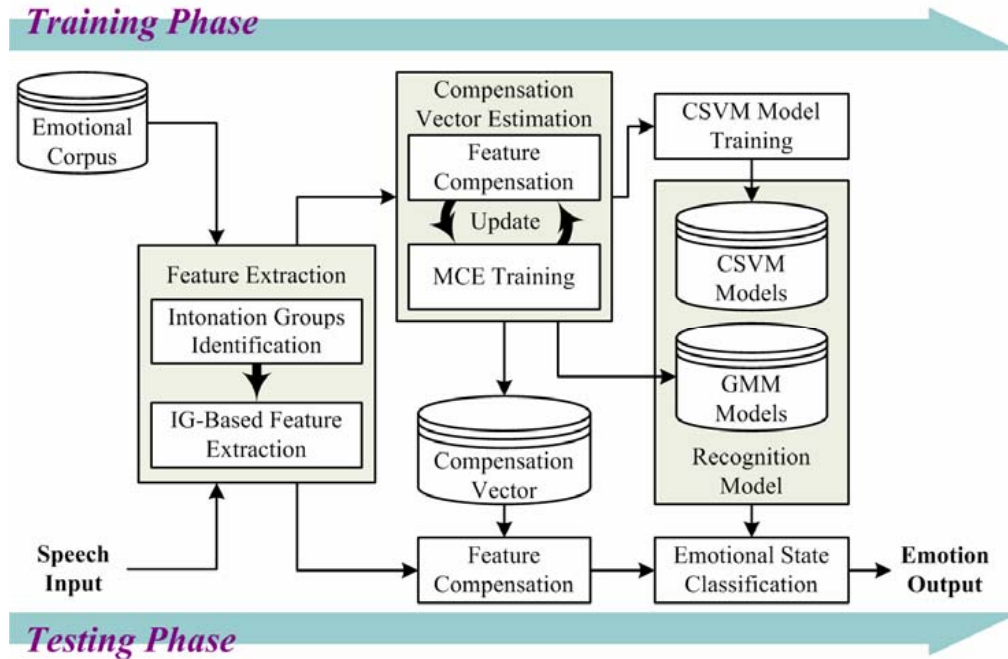 Training Phase
Emotional
Corpus
Compensation
Vector Estimation
Feature
Compensation
Update
MCE Training
CSVM Model
Training
CSVM
Models
GMM
Models
Recognition
Model
Feature Extraction
Intonation Groups
Identification
IG-Based Feature
Extraction
Compensation
Vector
Speech
Input
Feature
Compensation
Emotional State
Classification
Emotion
Output
Testing Phase